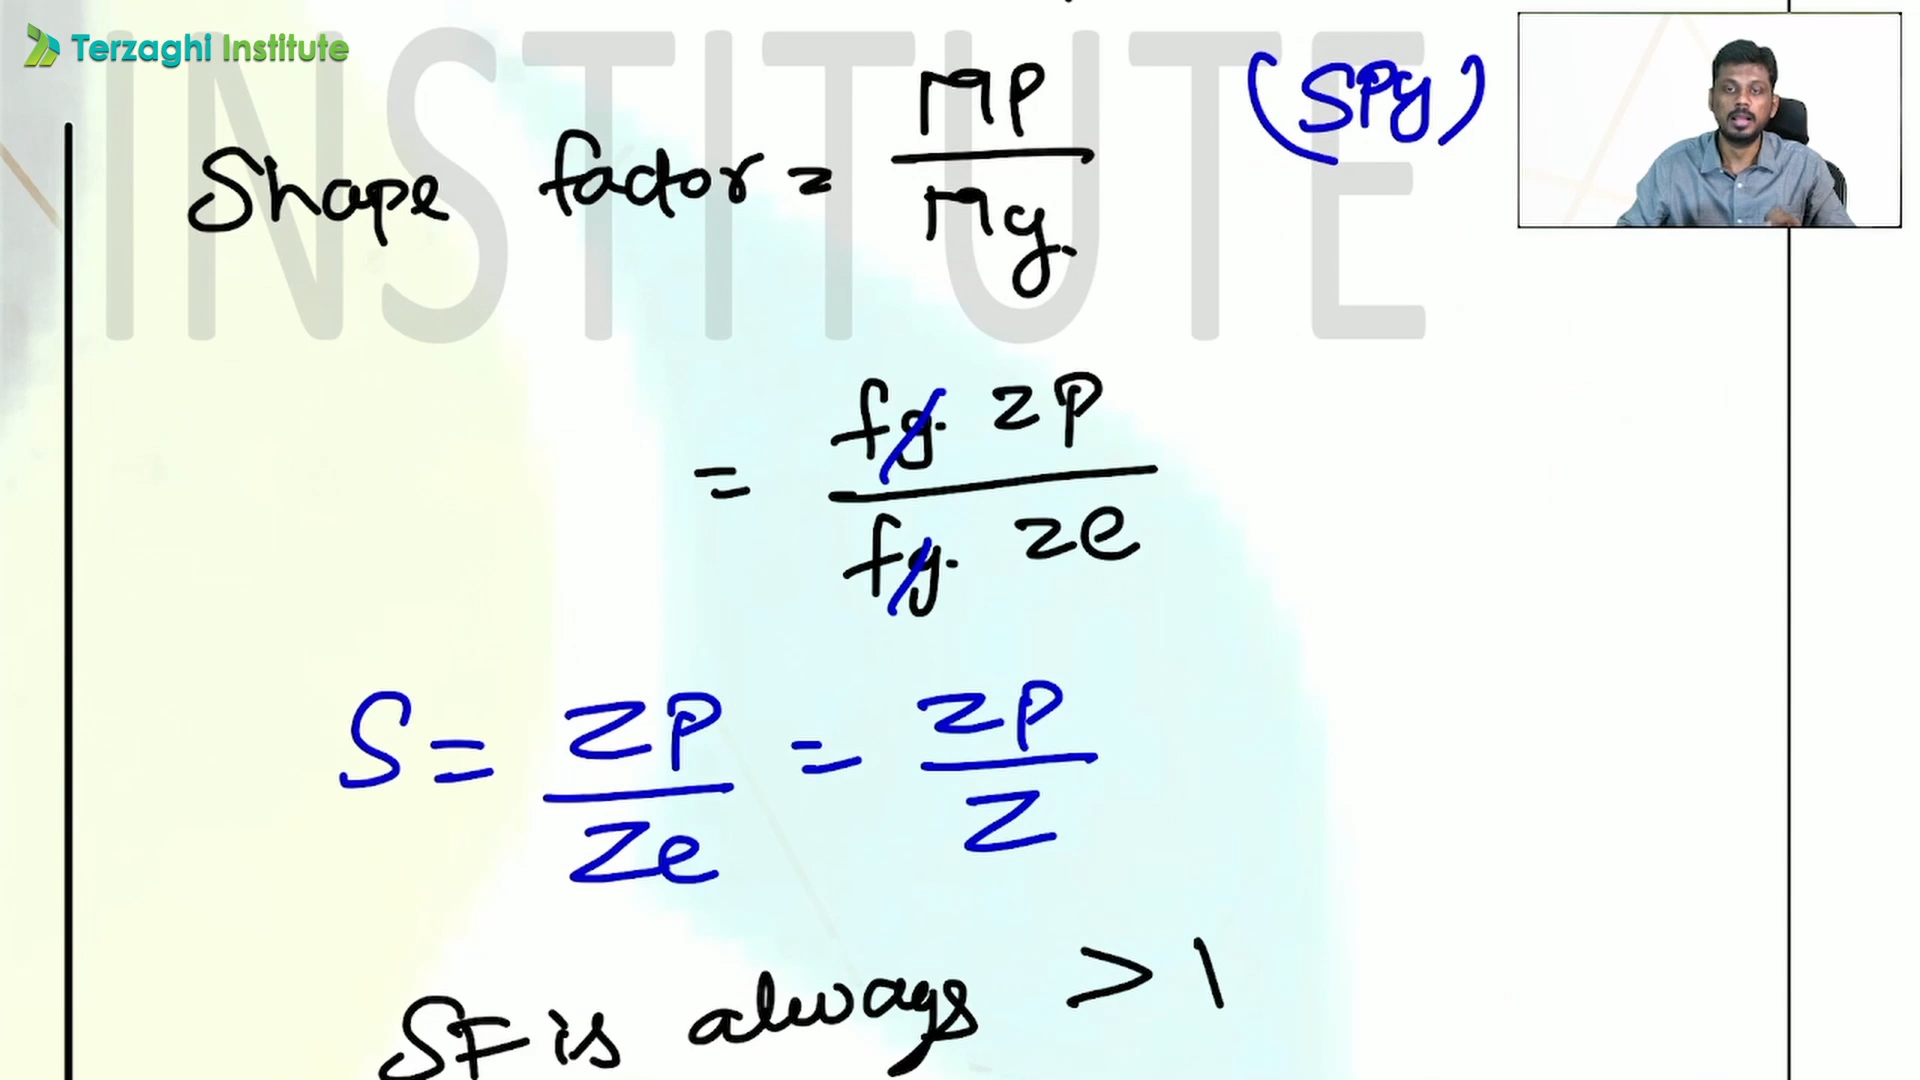 Terzaghi Institute
INSTITUTE
Shape factor = MP / My. (SPy)
= fy. ZP / fy. Ze
S = ZP / Ze = ZP / Z
SF is always > 1